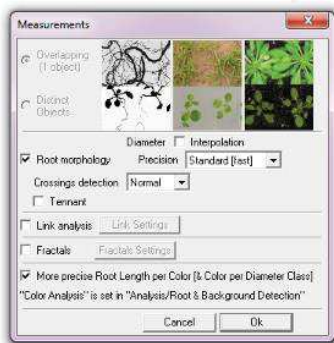 Measurements
Overlapping
(1 object)
Distinct
Objects
Diameter Interpolation
Root morphology Precision Standard [fast]
Crossings detection Normal
Tennant
Link analysis Link Settings
Fractals Fractals Settings
More precise Root Length per Color [& Color per Diameter Class]
"Color Analysis" is set in "Analysis/Root & Background Detection"
Cancel Ok